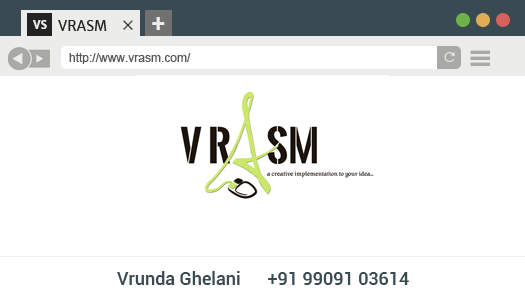 VS VRASM
http://www.vrasm.com/
VRASM
a creative implementation to your idea...
Vrunda Ghelani +91 99091 03614